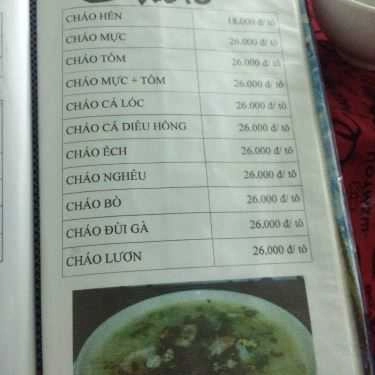 CHÁO HẾN 18.000 đ/ tô
CHÁO MỰC 26.000 đ/ tô
CHÁO TÔM 26.000 đ/ tô
CHÁO MỰC + TÔM 26.000 đ/ tô
CHÁO CÁ LÓC 26.000 đ/ tô
CHÁO CÁ DIÊU HÔNG 26.000 đ/ tô
CHÁO ẾCH 26.000 đ/ tô
CHÁO NGHÊU 26.000 đ/ tô
CHÁO BÒ 26.000 đ/ tô
CHÁO ĐÙI GÀ 26.000 đ/ tô
CHÁO LƯƠN 26.000 đ/ tô